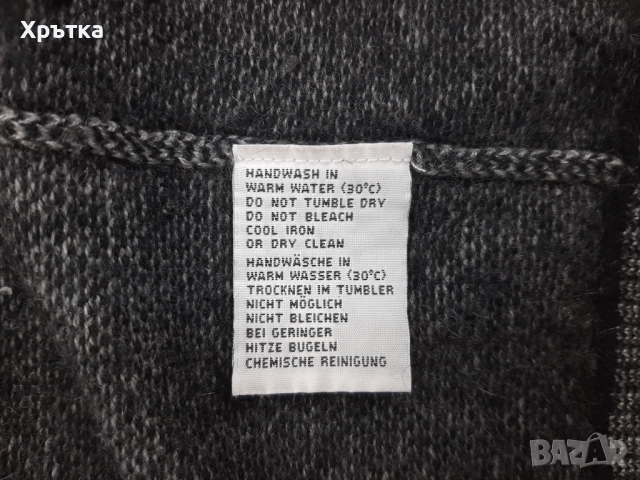 Хрътка
HANDWASH IN
WARM WATER (30°C)
DO NOT TUMBLE DRY
DO NOT BLEACH
COOL IRON
OR DRY CLEAN
HANDWÄSCHE IN
WARM WASSER (30°C)
TROCKNEN IM TUMBLER
NICHT MÖGLICH
NICHT BLEICHEN
BEI GERINGER
HITZE BUGELN
CHEMISCHE REINIGUNG
BAZAR